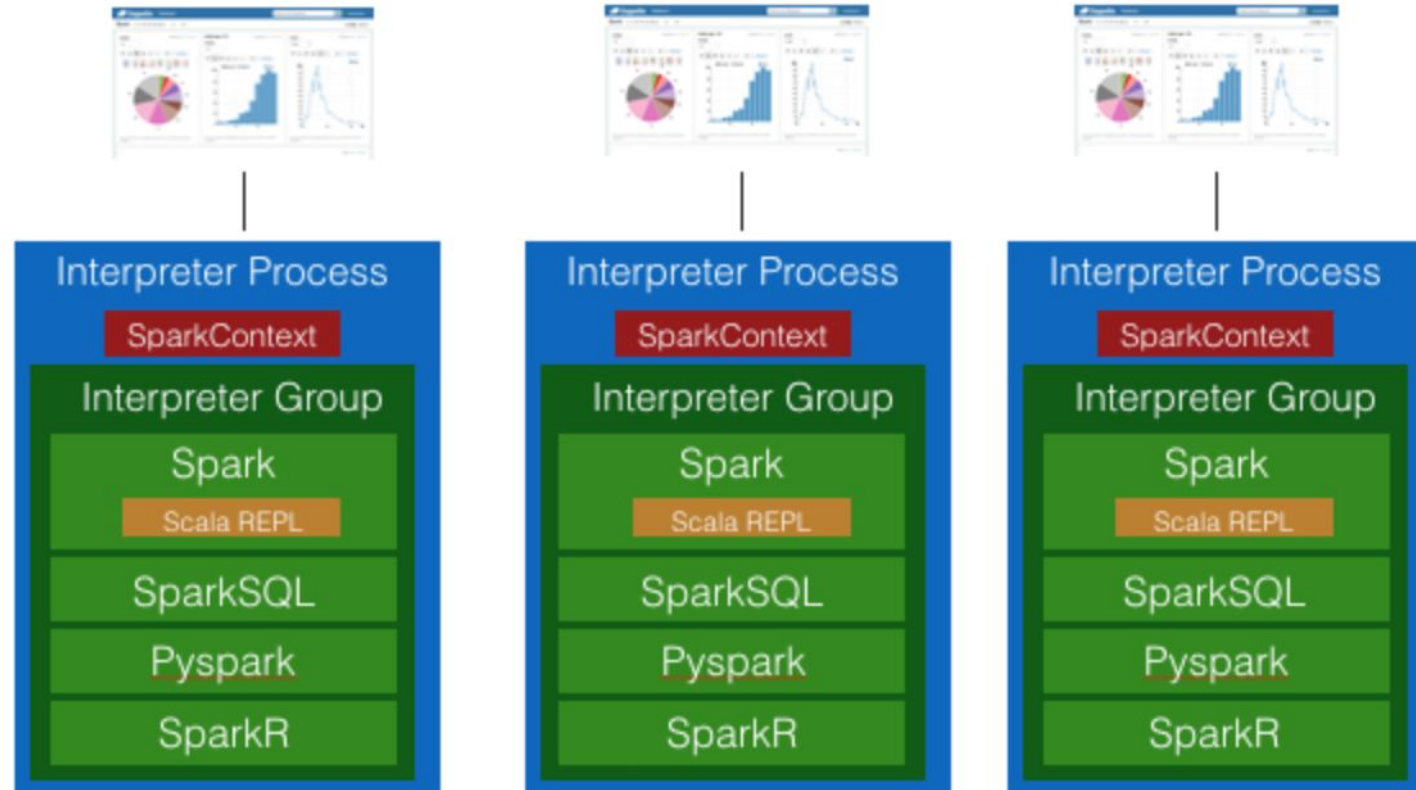 Interpreter Process
SparkContext
Interpreter Group
Spark
Scala REPL
SparkSQL
Pyspark
SparkR
Interpreter Process
SparkContext
Interpreter Group
Spark
Scala REPL
SparkSQL
Pyspark
SparkR
Interpreter Process
SparkContext
Interpreter Group
Spark
Scala REPL
SparkSQL
Pyspark
SparkR